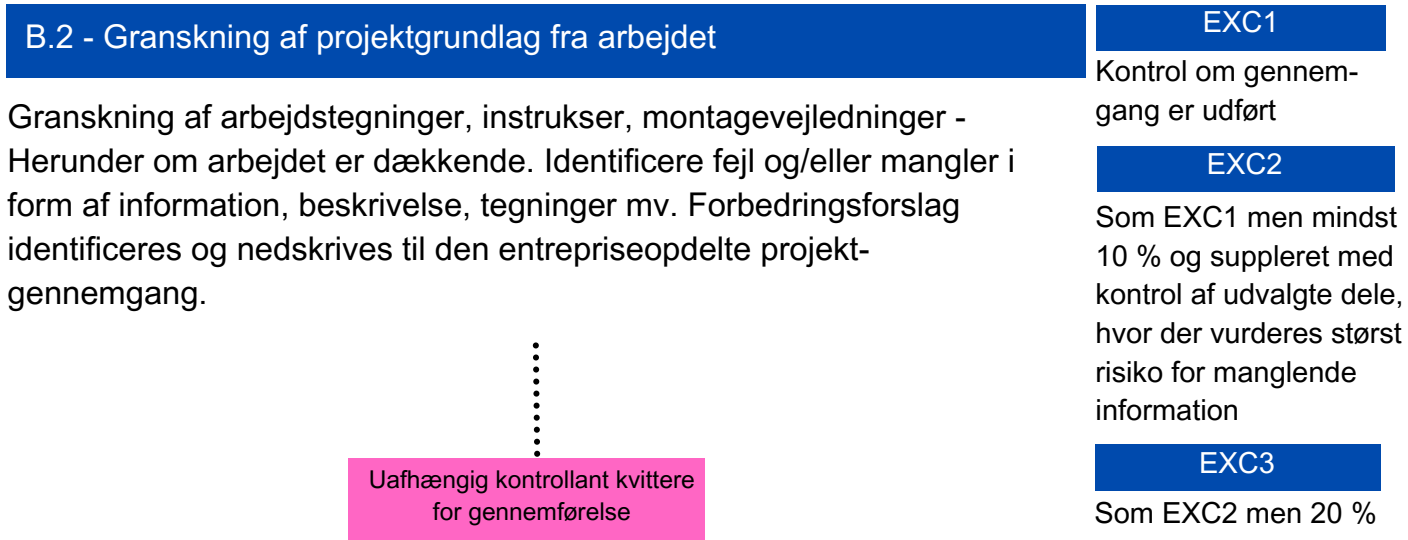 B.2 - Granskning af projektgrundlag fra arbejdet
Granskning af arbejdstegninger, instrukser, montagevejledninger -
Herunder om arbejdet er dækkende. Identificere fejl og/eller mangler i
form af information, beskrivelse, tegninger mv. Forbedringsforslag
identificeres og nedskrives til den entrepriseopdelte projekt-
gennemgang.
Uafhængig kontrollant kvittere
for gennemførelse
EXC1
Kontrol om gennem-
gang er udført
EXC2
Som EXC1 men mindst
10 % og suppleret med
kontrol af udvalgte dele,
hvor der vurderes størst
risiko for manglende
information
EXC3
Som EXC2 men 20 %